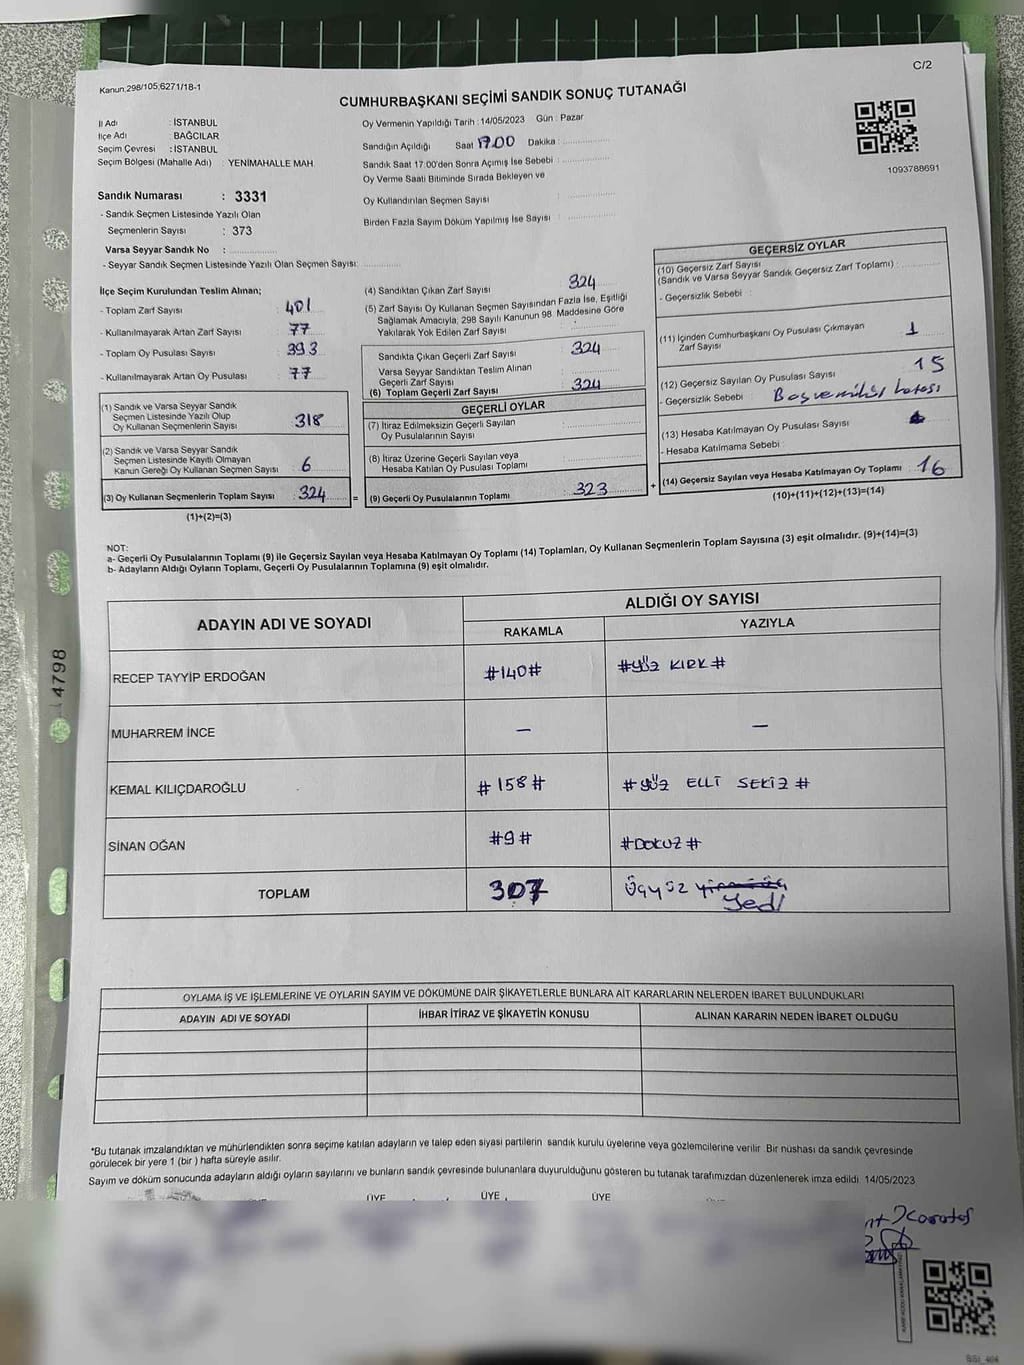 C/2
Kanun.298/105,6271/18-1
CUMHURBAŞKANI SEÇİMİ SANDIK SONUÇ TUTANAĞI
İl Adı : İSTANBUL
İlçe Adı : BAĞCILAR
Seçim Çevresi : İSTANBUL
Seçim Bölgesi (Mahalle Adı) : YENİMAHALLE MAH.
Oy Vermenin Yapıldığı Tarih : 14/05/2023 Gün : Pazar
Sandığın Açıldığı Saat 17.00 Dakika :
Sandık Saat 17:00'den Sonra Açımış İse Sebebi :
Oy Verme Saati Bitiminde Sırada Bekleyen ve
Oy Kullandırılan Seçmen Sayısı :
Birden Fazla Sayım Döküm Yapılmış İse Sayısı :
1093788691
Sandık Numarası : 3331
- Sandık Seçmen Listesinde Yazılı Olan
Seçmenlerin Sayısı : 373
Varsa Seyyar Sandık No :
- Seyyar Sandık Seçmen Listesinde Yazılı Olan Seçmen Sayısı:
İlçe Seçim Kurulundan Teslim Alınan;
- Toplam Zarf Sayısı : 401
- Kullanılmayarak Artan Zarf Sayısı : 77
- Toplam Oy Pusulası Sayısı : 393
- Kullanılmayarak Artan Oy Pusulası : 77
(1) Sandık ve Varsa Seyyar Sandık
Seçmen Listesinde Yazılı Olup
Oy Kullanan Seçmenlerin Sayısı : 318
(2) Sandık ve Varsa Seyyar Sandık
Seçmen Listesinde Kayıtlı Olmayan
Kanun Gereği Oy Kullanan Seçmen Sayısı : 6
(3) Oy Kullanan Seçmenlerin Toplam Sayısı : 324 =
(1)+(2)=(3)
(4) Sandıktan Çıkan Zarf Sayısı : 324
(5) Zarf Sayısı Oy Kullanan Seçmen Sayısından Fazla İse, Eşitliği
Sağlamak Amacıyla; 298 Sayılı Kanunun 98. Maddesine Göre
Yakılarak Yok Edilen Zarf Sayısı :
Sandıkta Çıkan Geçerli Zarf Sayısı : 324
Varsa Seyyar Sandıktan Teslim Alınan
Geçerli Zarf Sayısı :
(6) Toplam Geçerli Zarf Sayısı : 324
GEÇERLİ OYLAR
(7) İtiraz Edilmeksizin Geçerli Sayılan
Oy Pusulalarının Sayısı :
(8) İtiraz Üzerine Geçerli Sayılan veya
Hesaba Katılan Oy Pusulası Toplamı :
(9) Geçerli Oy Pusulalarının Toplamı : 323 +
GEÇERSİZ OYLAR
(10) Geçersiz Zarf Sayısı
(Sandık ve Varsa Seyyar Sandık Geçersiz Zarf Toplamı) :
- Geçersizlik Sebebi :
(11) İçinden Cumhurbaşkanı Oy Pusulası Çıkmayan
Zarf Sayısı : 1
(12) Geçersiz Sayılan Oy Pusulası Sayısı : 15
- Geçersizlik Sebebi :
(13) Hesaba Katılmayan Oy Pusulası Sayısı :
- Hesaba Katılmama Sebebi :
(14) Geçersiz Sayılan veya Hesaba Katılmayan Oy Toplamı : 16
(10)+(11)+(12)+(13)=(14)
NOT:
a- Geçerli Oy Pusulalarının Toplamı (9) ile Geçersiz Sayılan veya Hesaba Katılmayan Oy Toplamı (14) Toplamları, Oy Kullanan Seçmenlerin Toplam Sayısına (3) eşit olmalıdır. (9)+(14)=(3)
b- Adayların Aldığı Oyların Toplamı, Geçerli Oy Pusulalarının Toplamına (9) eşit olmalıdır.
ADAYIN ADI VE SOYADI ALDIĞI OY SAYISI
RAKAMLA YAZIYLA
RECEP TAYYİP ERDOĞAN #140# #YÜZ KIRK#
MUHARREM İNCE — —
KEMAL KILIÇDAROĞLU #158# #YÜZ ELLİ SEKİZ#
SİNAN OĞAN #9# #DOKUZ#
TOPLAM 307 Üçyüz
Yedi
14798
OYLAMA İŞ VE İŞLEMLERİNE VE OYLARIN SAYIM VE DÖKÜMÜNE DAİR ŞİKAYETLERLE BUNLARA AİT KARARLARIN NELERDEN İBARET BULUNDUKLARI
ADAYIN ADI VE SOYADI İHBAR İTİRAZ VE ŞİKAYETİN KONUSU ALINAN KARARIN NEDEN İBARET OLDUĞU
*Bu tutanak imzalandıktan ve mühürlendikten sonra seçime katılan adayların ve talep eden siyasi partilerin sandık kurulu üyelerine veya gözlemcilerine verilir. Bir nüshası da sandık çevresinde
görülecek bir yere 1 (bir) hafta süreyle asılır.
Sayım ve döküm sonucunda adayların aldığı oyların sayılarını ve bunların sandık çevresinde bulunanlara duyurulduğunu gösteren bu tutanak tarafımızdan düzenlenerek imza edildi. 14/05/2023
ÜYE ÜYE ÜYE